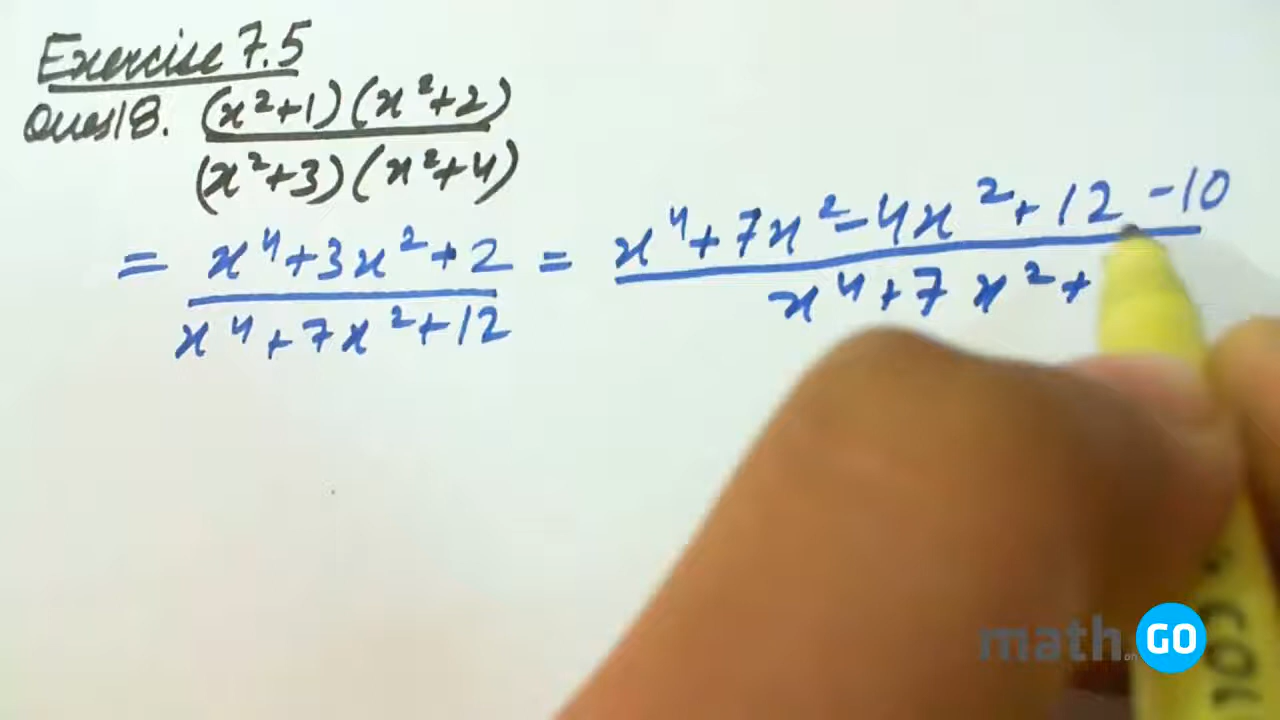 Exercise 7.5
Ques18. (x²+1)(x²+2)
(x²+3)(x²+4)
= x⁴+3x²+2 = x⁴+7x²-4x²+12-10
x⁴+7x²+12 x⁴+7x²+
math.on GO